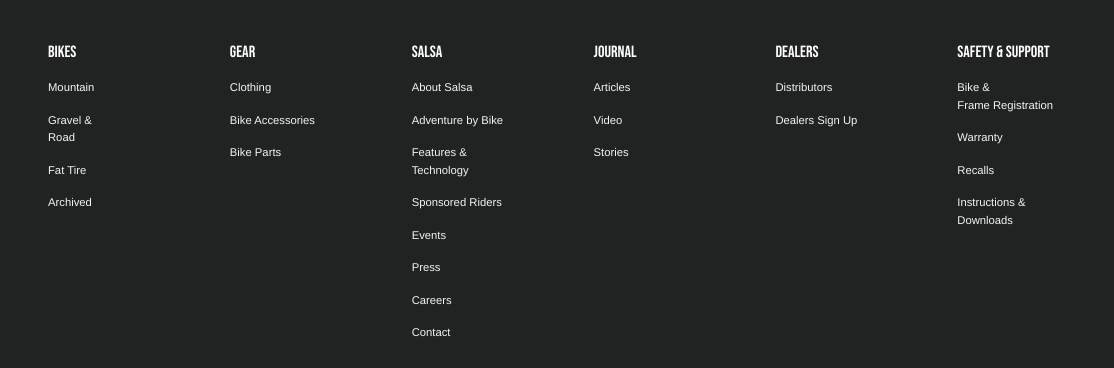 BIKES
Mountain
Gravel &
Road
Fat Tire
Archived
GEAR
Clothing
Bike Accessories
Bike Parts
SALSA
About Salsa
Adventure by Bike
Features &
Technology
Sponsored Riders
Events
Press
Careers
Contact
JOURNAL
Articles
Video
Stories
DEALERS
Distributors
Dealers Sign Up
SAFETY & SUPPORT
Bike &
Frame Registration
Warranty
Recalls
Instructions &
Downloads